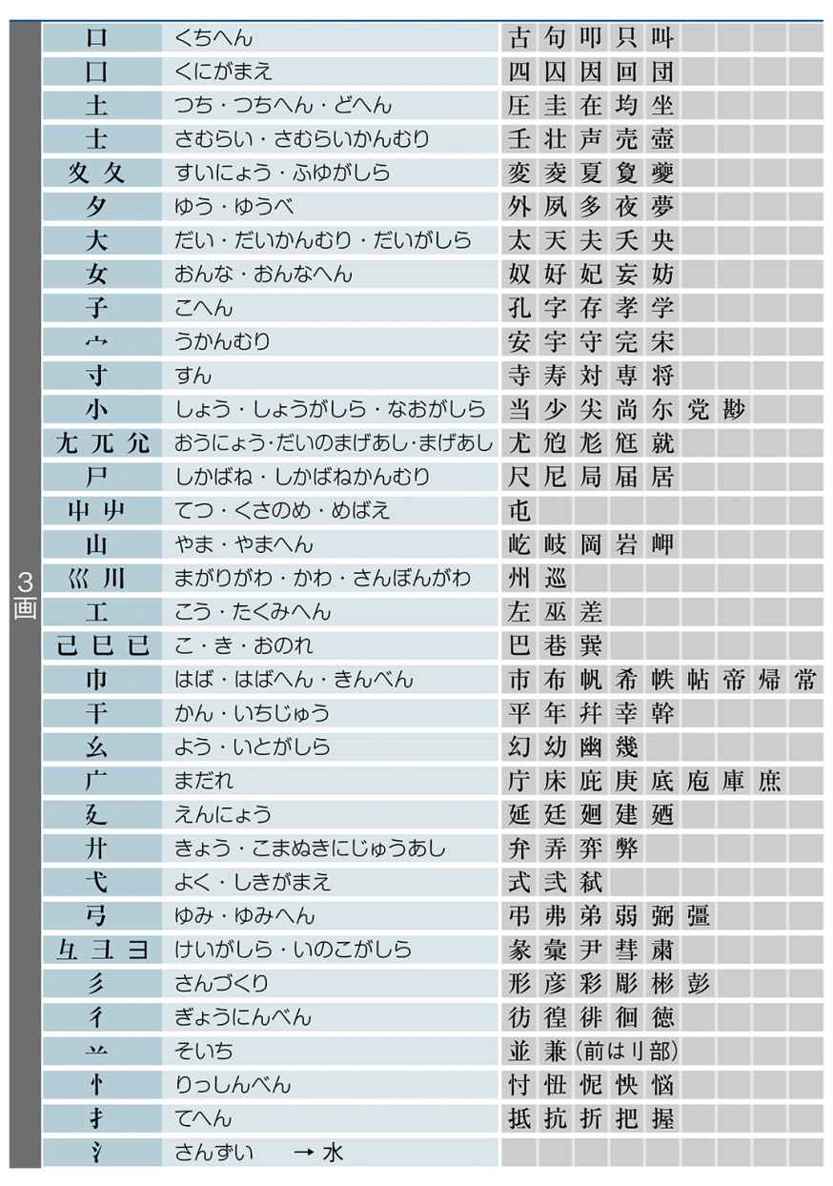 3画
口 くちへん 古 句 叩 只 叫
囗 くにがまえ 四 囚 因 回 団
土 つち・つちへん・どへん 圧 圭 在 均 坐
士 さむらい・さむらいかんむり 壬 壮 声 売 壺
夊 夂 すいにょう・ふゆがしら 変 夌 夏 夐 夔
夕 ゆう・ゆうべ 外 夙 多 夜 夢
大 だい・だいかんむり・だいがしら 太 天 夫 夭 央
女 おんな・おんなへん 奴 好 妃 妄 妨
子 こへん 孔 字 存 孝 学
宀 うかんむり 安 宇 守 完 宋
寸 すん 寺 寿 対 専 将
小 しょう・しょうがしら・なおがしら 当 少 尖 尚 尓 党 尠
尢 兀 尣 おうにょう・だいのまげあし・まげあし 尤 尥 尨 尩 就
尸 しかばね・しかばねかんむり 尺 尼 局 届 居
屮 屮 てつ・くさのめ・めばえ 屯
山 やま・やまへん 屹 岐 岡 岩 岬
巛 川 まがりがわ・かわ・さんぼんがわ 州 巡
工 こう・たくみへん 左 巫 差
己 巳 已 こ・き・おのれ 巴 巷 巽
巾 はば・はばへん・きんべん 市 布 帆 希 帙 帖 帝 帰 常
干 かん・いちじゅう 平 年 幷 幸 幹
幺 よう・いとがしら 幻 幼 幽 幾
广 まだれ 庁 床 庇 庚 底 庖 庫 庶
廴 えんにょう 延 廷 廻 建 廼
廾 きょう・こまぬきにじゅうあし 弁 弄 弈 弊
弋 よく・しきがまえ 式 弐 弑
弓 ゆみ・ゆみへん 弔 弗 弟 弱 弼 彊
彑 彐 ヨ けいがしら・いのこがしら 彖 彙 尹 彗 粛
彡 さんづくり 形 彦 彩 彫 彬 彭
彳 ぎょうにんべん 彷 徨 徘 徊 徳
䒑 そいち 並 兼 (前は刂部)
忄 りっしんべん 忖 忸 怩 怏 悩
扌 てへん 抵 抗 折 把 握
氵 さんずい → 水